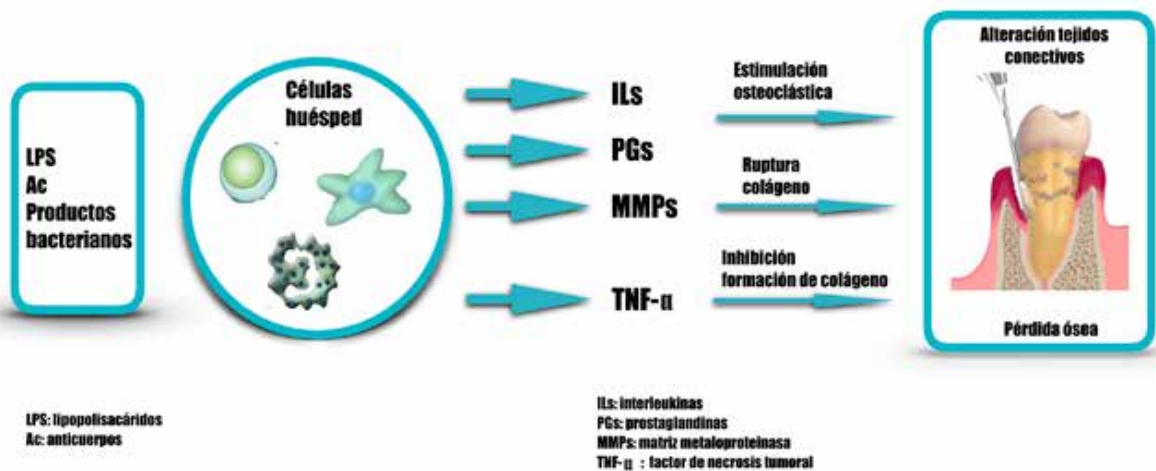 LPS
Ac
Productos
bacterianos
Células
huésped
ILs
PGs
MMPs
TNF-α
Estimulación
osteoclástica
Ruptura
colágeno
Inhibición
formación de colágeno
Alteración tejidos
conectivos
Pérdida ósea
LPS: lipopolisacáridos
Ac: anticuerpos
ILs: interleukinas
PGs: prostaglandinas
MMPs: matriz metaloproteinasa
TNF-α : factor de necrosis tumoral